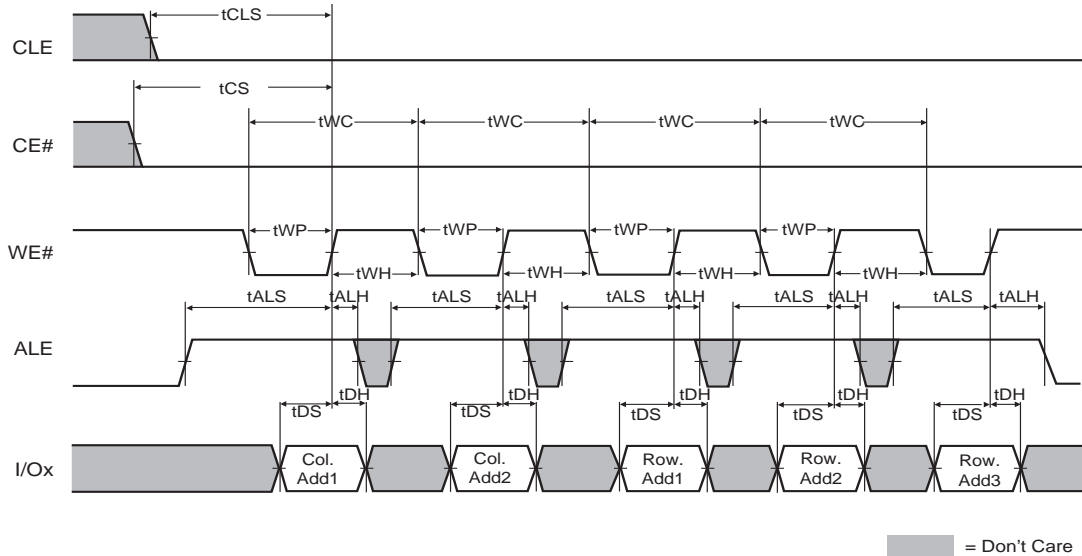 tCLS
CLE
tCS
tWC tWC tWC tWC
CE#
tWP tWP tWP tWP
WE#
tWH tWH tWH tWH
tALS tALH tALS tALH tALS tALH tALS tALH tALS tALH
ALE
tDS tDH tDS tDH tDS tDH tDS tDH tDS tDH
I/Ox
Col. Add1
Col. Add2
Row. Add1
Row. Add2
Row. Add3
= Don't Care